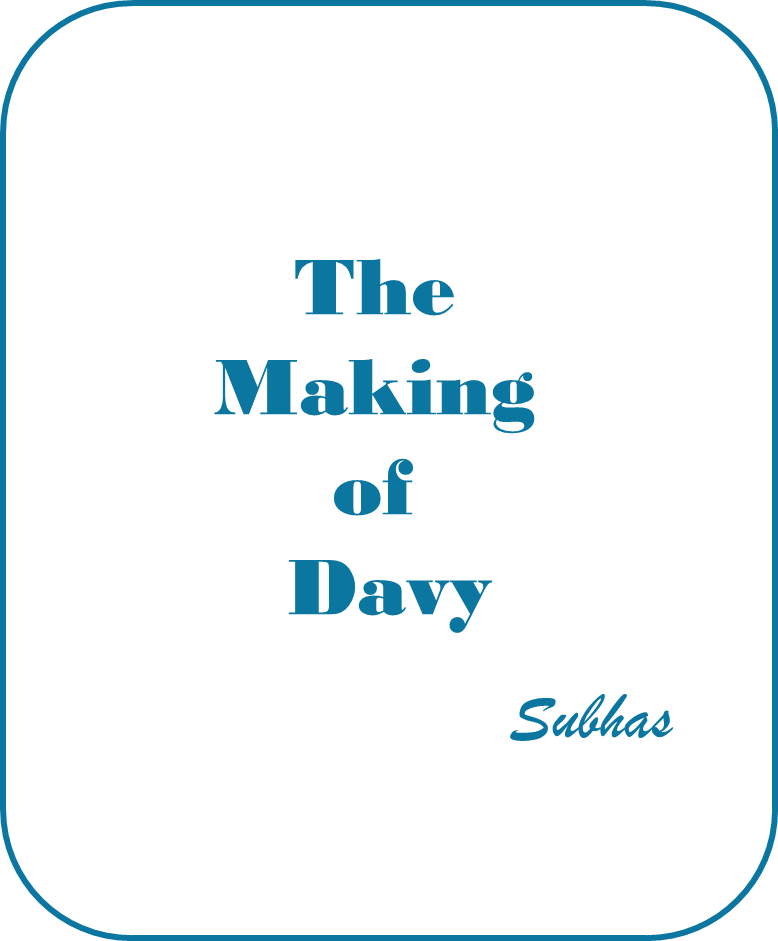 The
Making
of
Davy
Subhas